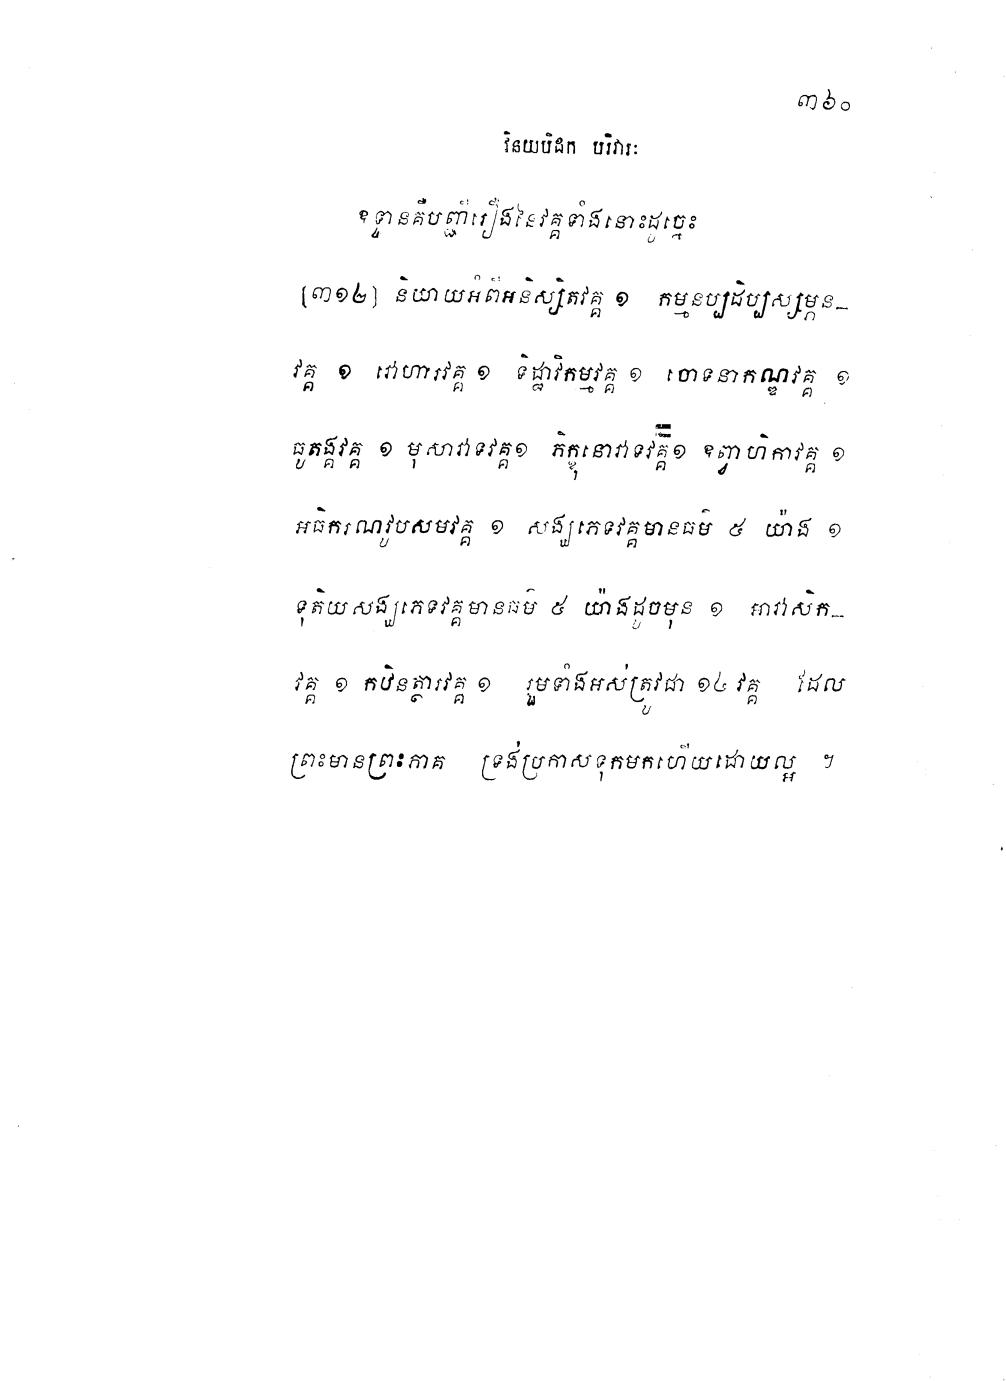 ៣៦០
វិនយបិដក បរិវារៈ
ឧទ្ទានគឺបញ្ជីរឿងនៃវគ្គទាំងនោះដូច្នេះ
(៣១៤) និយាយអំពីអនិស្សិតវគ្គ ១ កម្មនប្បដិប្បស្សម្ភន_
វគ្គ ១ វោហារវគ្គ ១ ទិដ្ឋាវិកម្មវគ្គ ១ ចោទនាកណ្ឌវគ្គ ១
ធូតង្គវគ្គ ១ មុសាវាទវគ្គ១ ភិក្ខុនោវាទវគ្គ១ ឧព្វាហិកាវគ្គ ១
អធិករណវូបសមវគ្គ ១ សង្ឃភេទវគ្គមានធម៌ ៥ យ៉ាង ១
ទុតិយសង្ឃភេទវគ្គមានធម៌ ៥ យ៉ាងដូចមុន ១ អាវាសិក_
វគ្គ ១ កឋិនត្ថារវគ្គ ១ រួមទាំងអស់ត្រូវជា ១៤ វគ្គ ដែល
ព្រះមានព្រះភាគ ទ្រង់ប្រកាសទុកមកហើយដោយល្អ ។